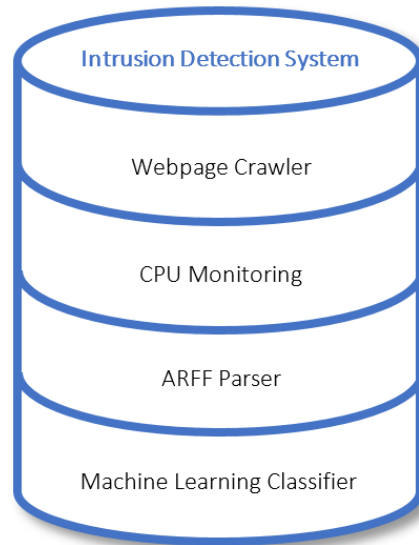 Intrusion Detection System
Webpage Crawler
CPU Monitoring
ARFF Parser
Machine Learning Classifier